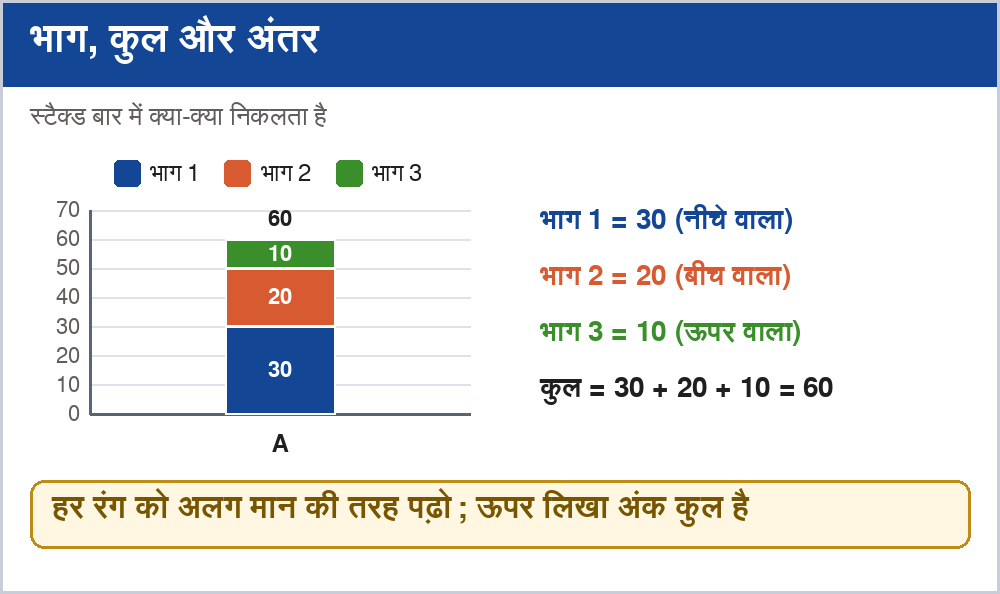 भाग, कुल और अंतर
स्टैक्ड बार में क्या-क्या निकलता है
भाग 1 भाग 2 भाग 3
70
60
50
40
30
20
10
0
60
10
20
30
A
भाग 1 = 30 (नीचे वाला)
भाग 2 = 20 (बीच वाला)
भाग 3 = 10 (ऊपर वाला)
कुल = 30 + 20 + 10 = 60
हर रंग को अलग मान की तरह पढ़ो ; ऊपर लिखा अंक कुल है